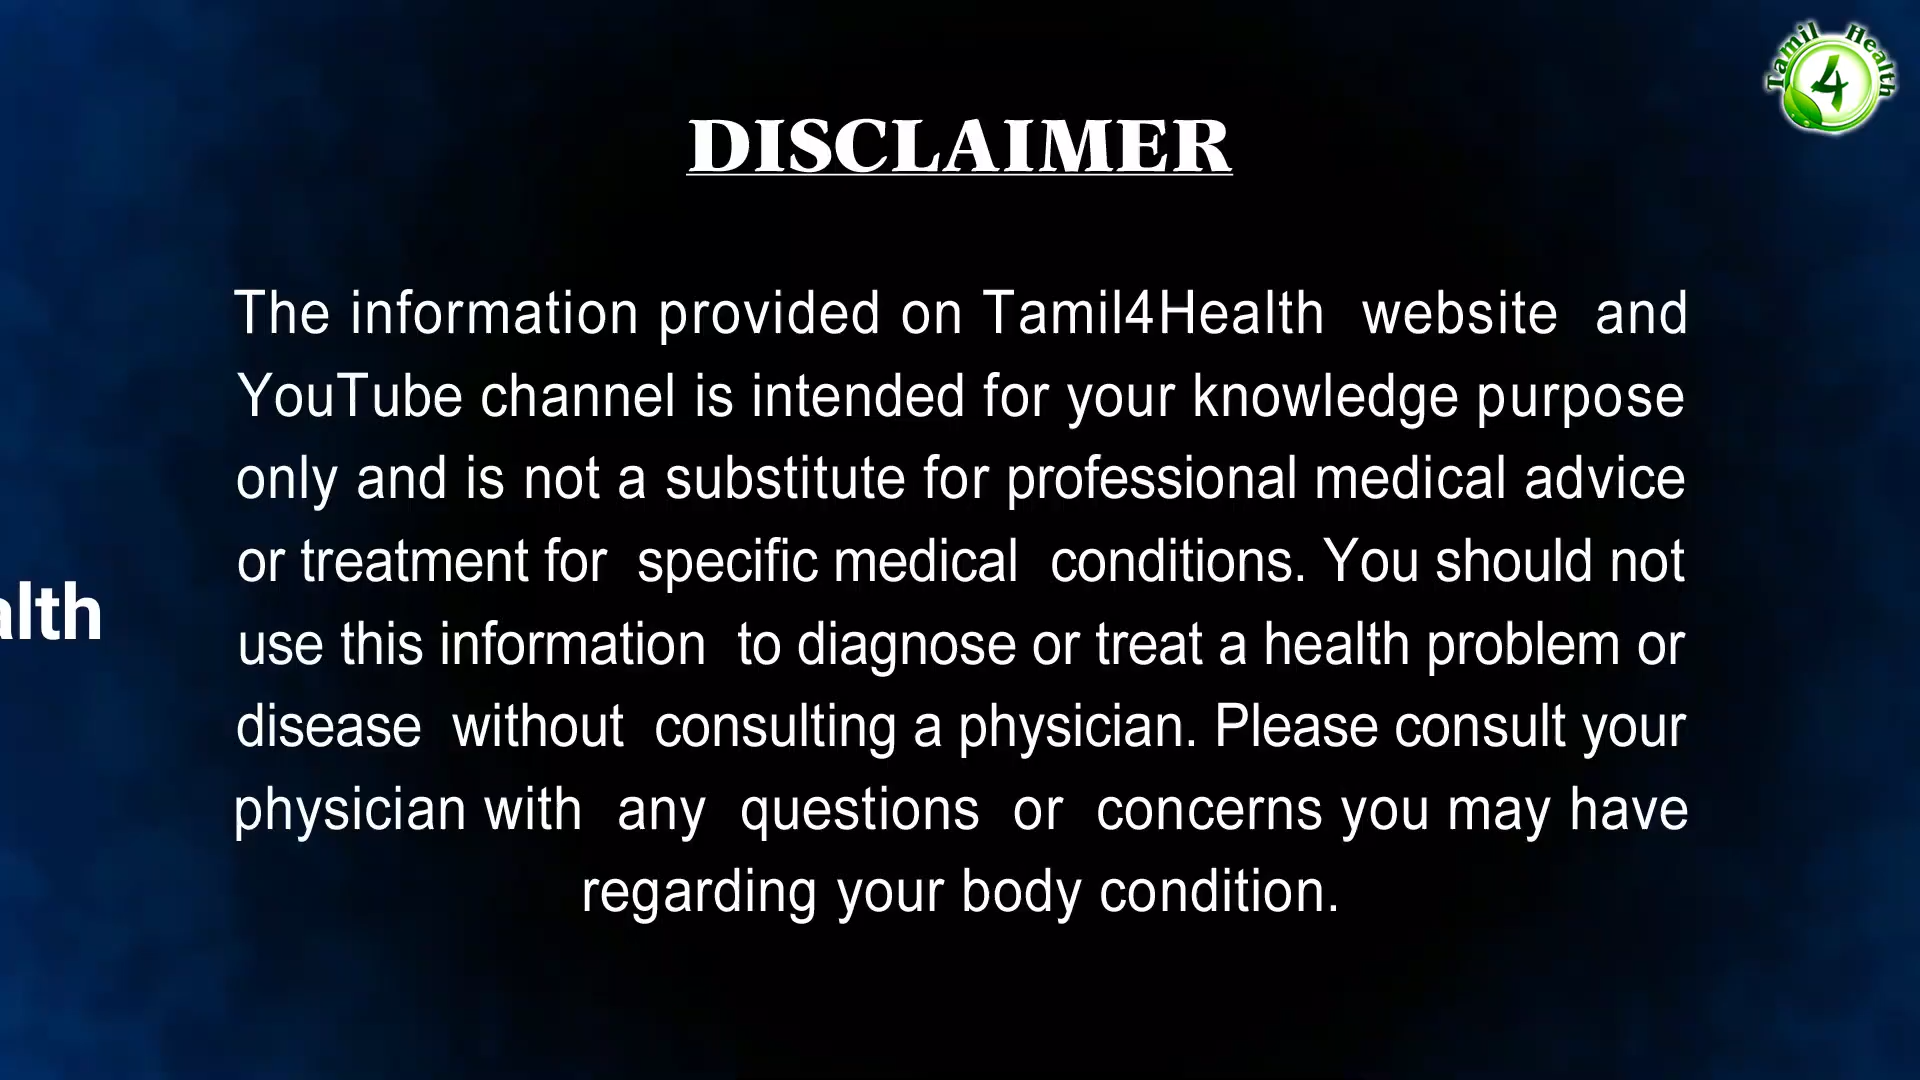 Tamil 4 Health
DISCLAIMER
The information provided on Tamil4Health website and
YouTube channel is intended for your knowledge purpose
only and is not a substitute for professional medical advice
or treatment for specific medical conditions. You should not
alth
use this information to diagnose or treat a health problem or
disease without consulting a physician. Please consult your
physician with any questions or concerns you may have
regarding your body condition.